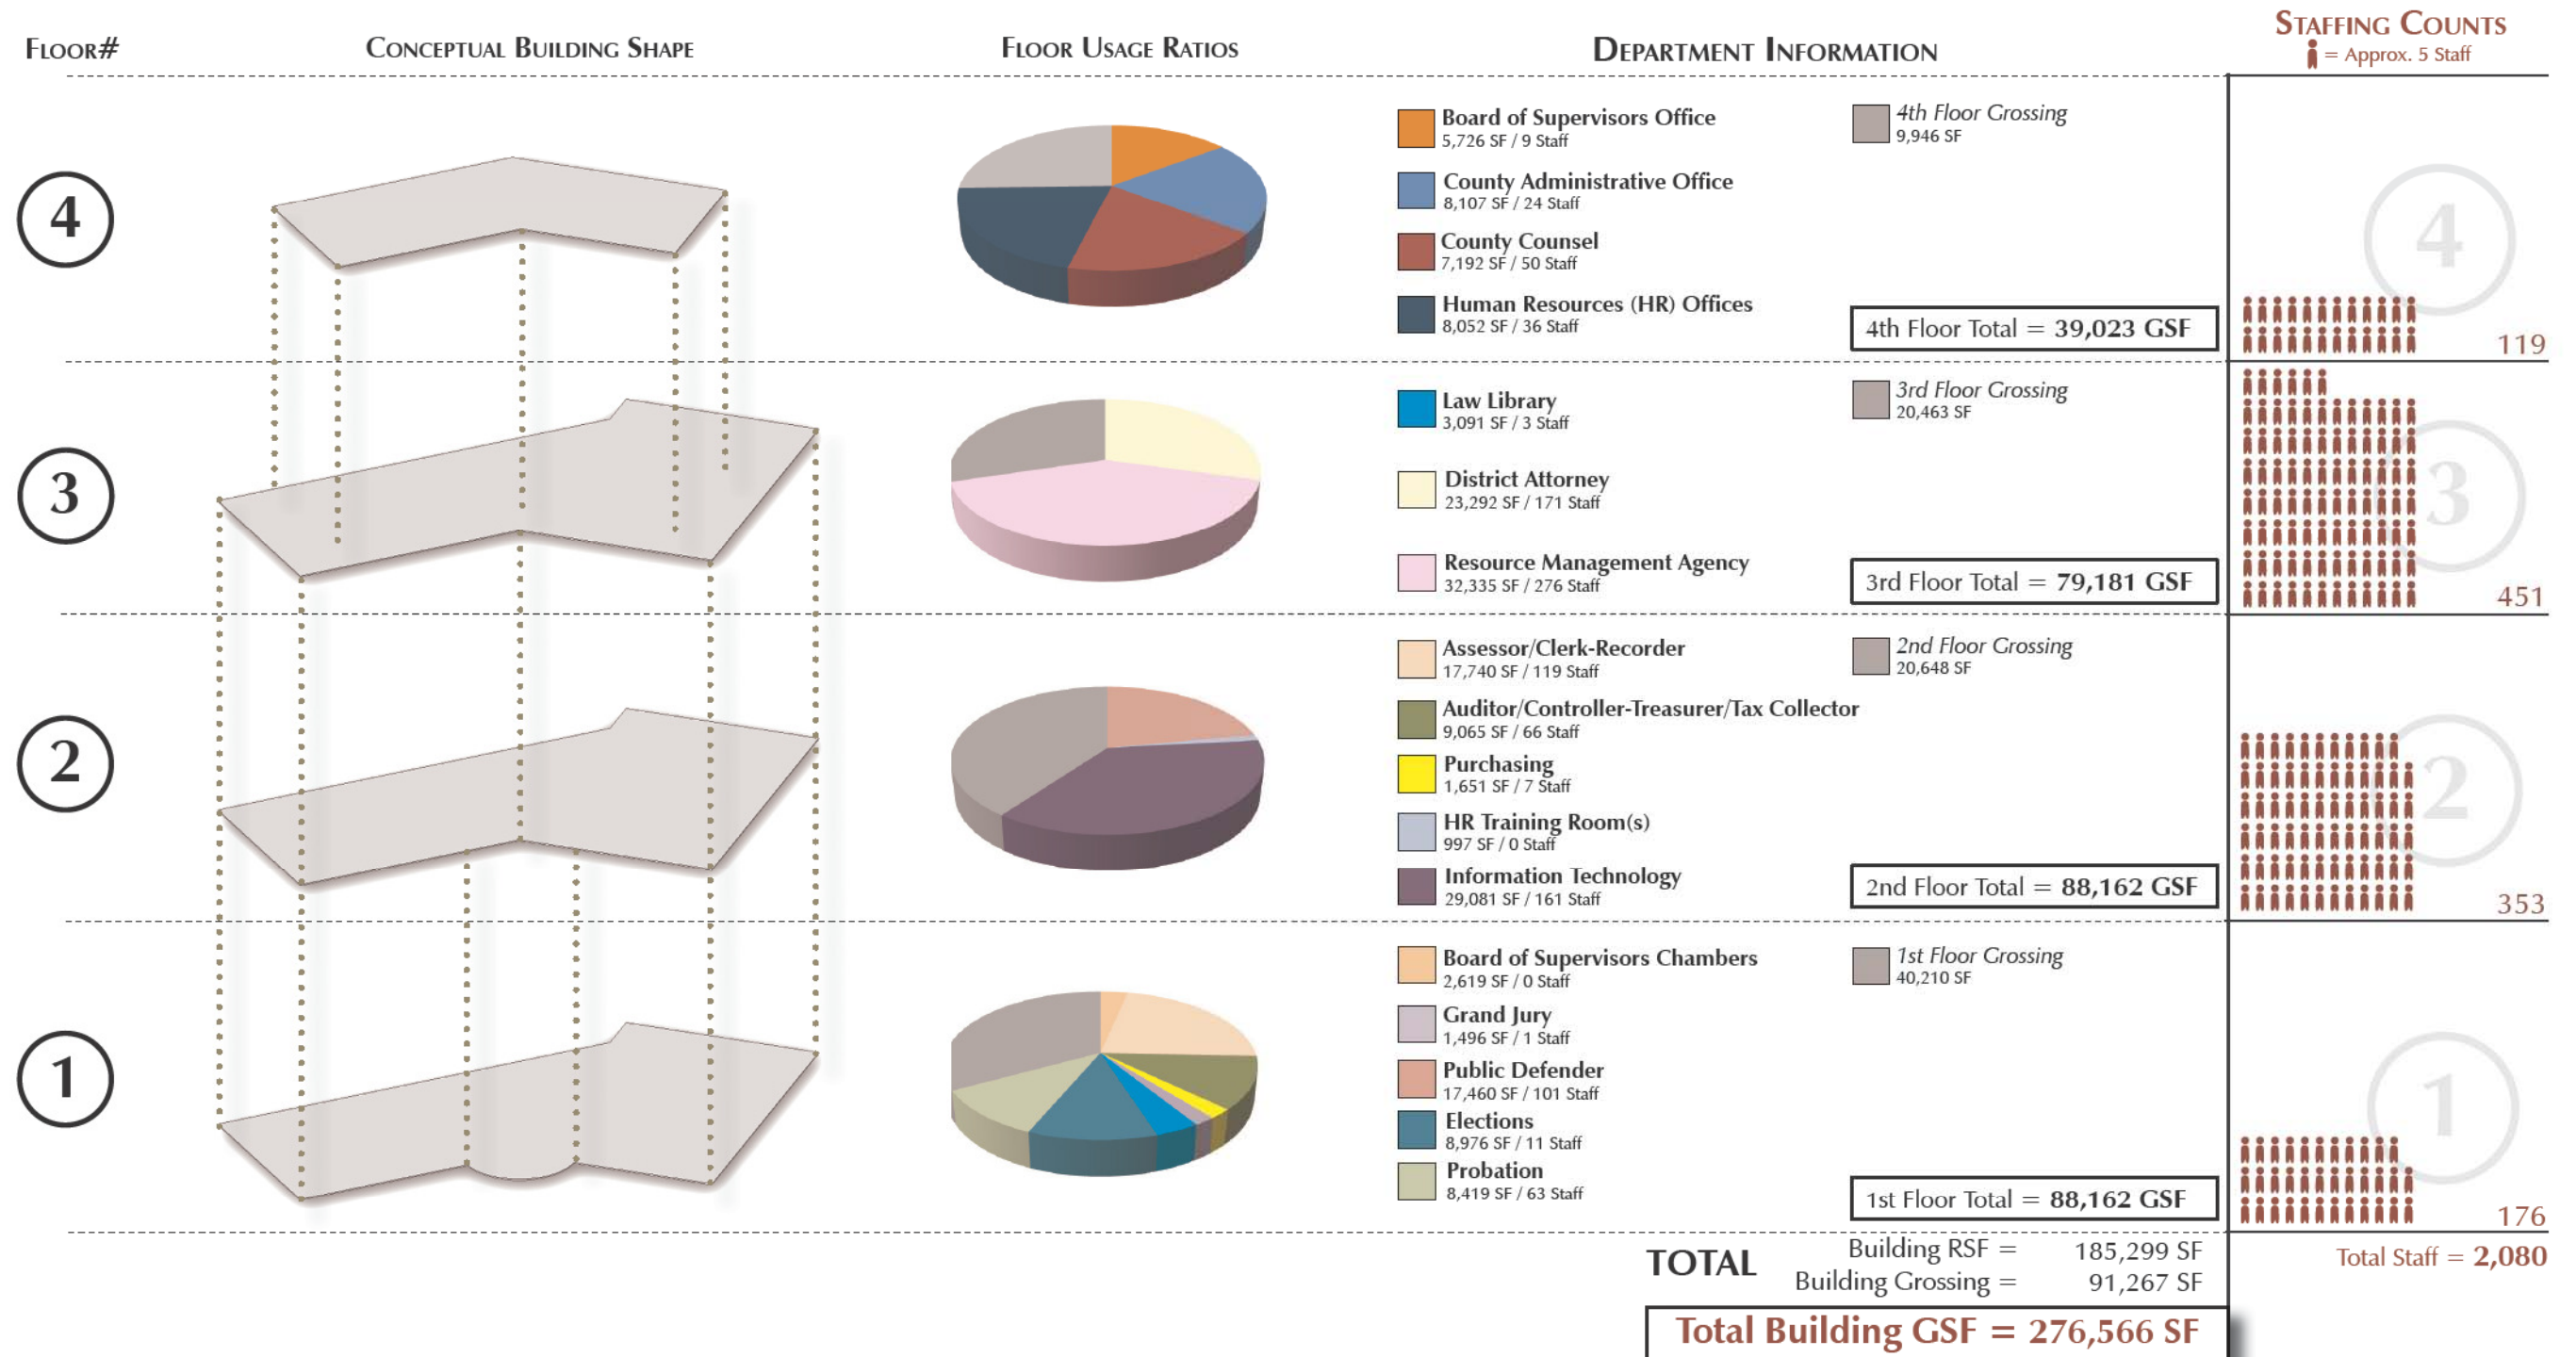 FLOOR#
CONCEPTUAL BUILDING SHAPE
FLOOR USAGE RATIOS
DEPARTMENT INFORMATION
STAFFING COUNTS
= Approx. 5 Staff
4
Board of Supervisors Office
5,726 SF / 9 Staff
County Administrative Office
8,107 SF / 24 Staff
County Counsel
7,192 SF / 50 Staff
Human Resources (HR) Offices
8,052 SF / 36 Staff
4th Floor Grossing
9,946 SF
4th Floor Total = 39,023 GSF
4
119
3
Law Library
3,091 SF / 3 Staff
District Attorney
23,292 SF / 171 Staff
Resource Management Agency
32,335 SF / 276 Staff
3rd Floor Grossing
20,463 SF
3rd Floor Total = 79,181 GSF
3
451
2
Assessor/Clerk-Recorder
17,740 SF / 119 Staff
Auditor/Controller-Treasurer/Tax Collector
9,065 SF / 66 Staff
Purchasing
1,651 SF / 7 Staff
HR Training Room(s)
997 SF / 0 Staff
Information Technology
29,081 SF / 161 Staff
2nd Floor Grossing
20,648 SF
2nd Floor Total = 88,162 GSF
2
353
1
Board of Supervisors Chambers
2,619 SF / 0 Staff
Grand Jury
1,496 SF / 1 Staff
Public Defender
17,460 SF / 101 Staff
Elections
8,976 SF / 11 Staff
Probation
8,419 SF / 63 Staff
1st Floor Grossing
40,210 SF
1st Floor Total = 88,162 GSF
1
176
TOTAL
Building RSF = 185,299 SF
Building Grossing = 91,267 SF
Total Staff = 2,080
Total Building GSF = 276,566 SF